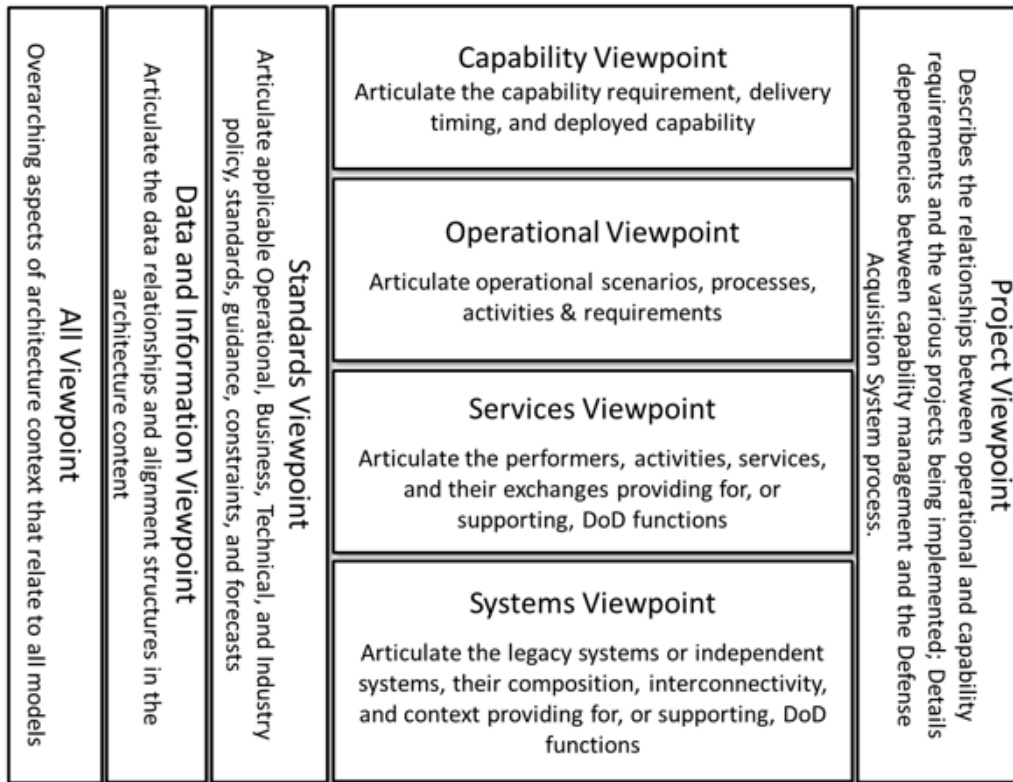 All Viewpoint
Overarching aspects of architecture context that relate to all models
Data and Information Viewpoint
Articulate the data relationships and alignment structures in the
architecture content
Standards Viewpoint
Articulate applicable Operational, Business, Technical, and Industry
policy, standards, guidance, constraints, and forecasts
Capability Viewpoint
Articulate the capability requirement, delivery
timing, and deployed capability
Operational Viewpoint
Articulate operational scenarios, processes,
activities & requirements
Services Viewpoint
Articulate the performers, activities, services,
and their exchanges providing for, or
supporting, DoD functions
Systems Viewpoint
Articulate the legacy systems or independent
systems, their composition, interconnectivity,
and context providing for, or supporting, DoD
functions
Project Viewpoint
Describes the relationships between operational and capability
requirements and the various projects being implemented; Details
dependencies between capability management and the Defense
Acquisition System process.